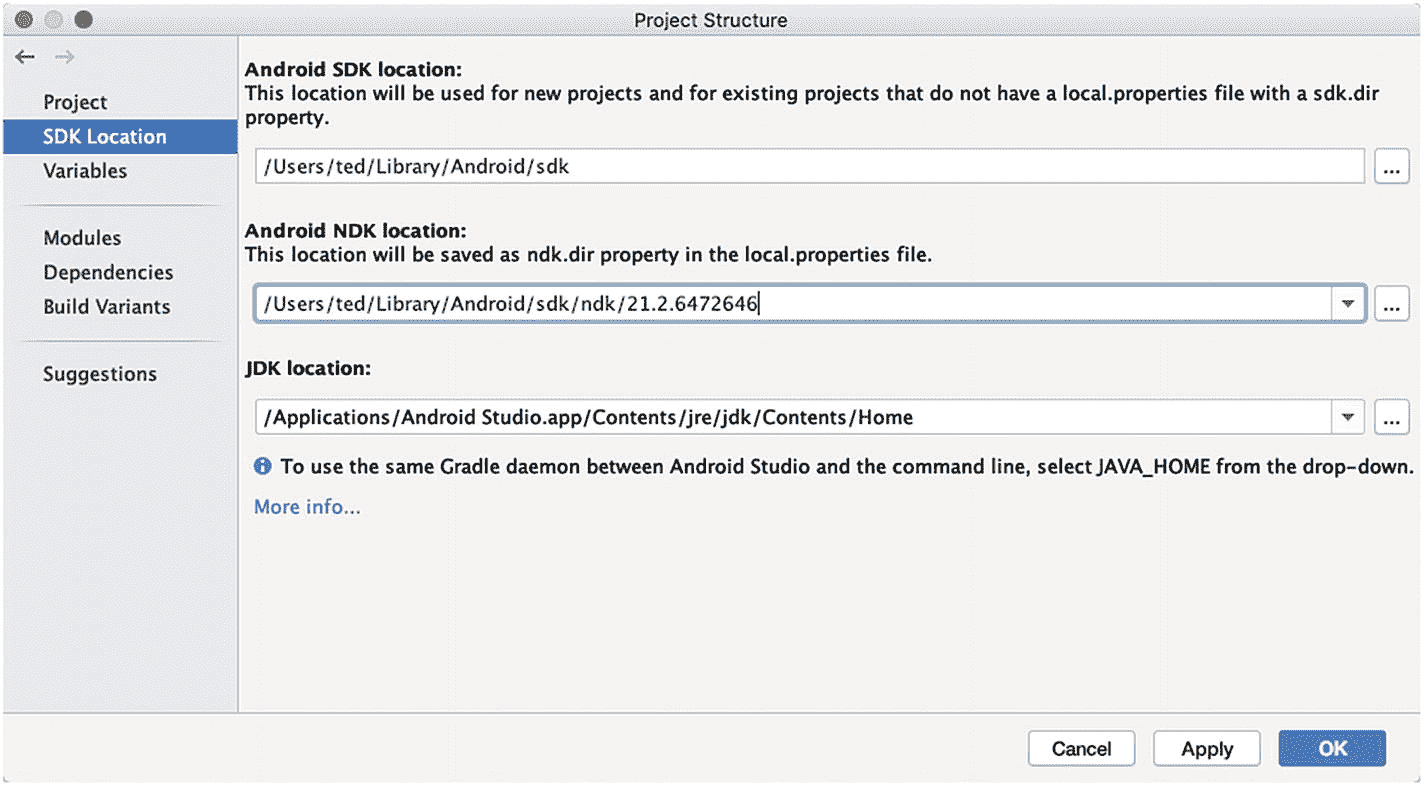 Project Structure
Project
SDK Location
Variables
Modules
Dependencies
Build Variants
Suggestions
Android SDK location:
This location will be used for new projects and for existing projects that do not have a local.properties file with a sdk.dir
property.
/Users/ted/Library/Android/sdk
...
Android NDK location:
This location will be saved as ndk.dir property in the local.properties file.
/Users/ted/Library/Android/sdk/ndk/21.2.6472646
...
JDK location:
/Applications/Android Studio.app/Contents/jre/jdk/Contents/Home
...
To use the same Gradle daemon between Android Studio and the command line, select JAVA_HOME from the drop-down.
More info...
Cancel
Apply
OK